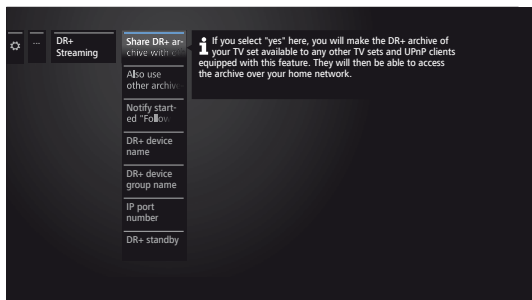 ...
DR+
Streaming
Share DR+ ar-
chive with
Also use
other archive
Notify start-
ed "Follow
DR+ device
name
DR+ device
group name
IP port
number
DR+ standby
i If you select "yes" here, you will make the DR+ archive of
your TV set available to any other TV sets and UPnP clients
equipped with this feature. They will then be able to access
the archive over your home network.